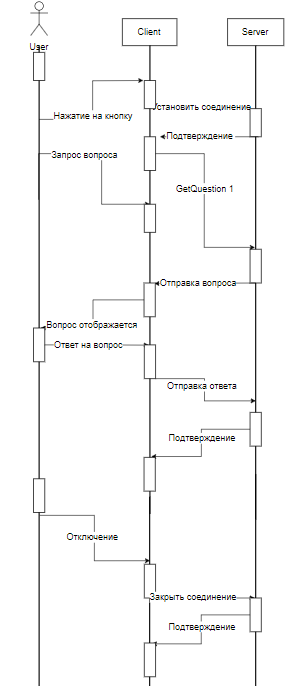 User
Client
Server
Установить соединение
Нажатие на кнопку
Подтверждение
Запрос вопроса
GetQuestion 1
Отправка вопроса
Вопрос отображается
Ответ на вопрос
Отправка ответа
Подтверждение
Отключение
Закрыть соединение
Подтверждение